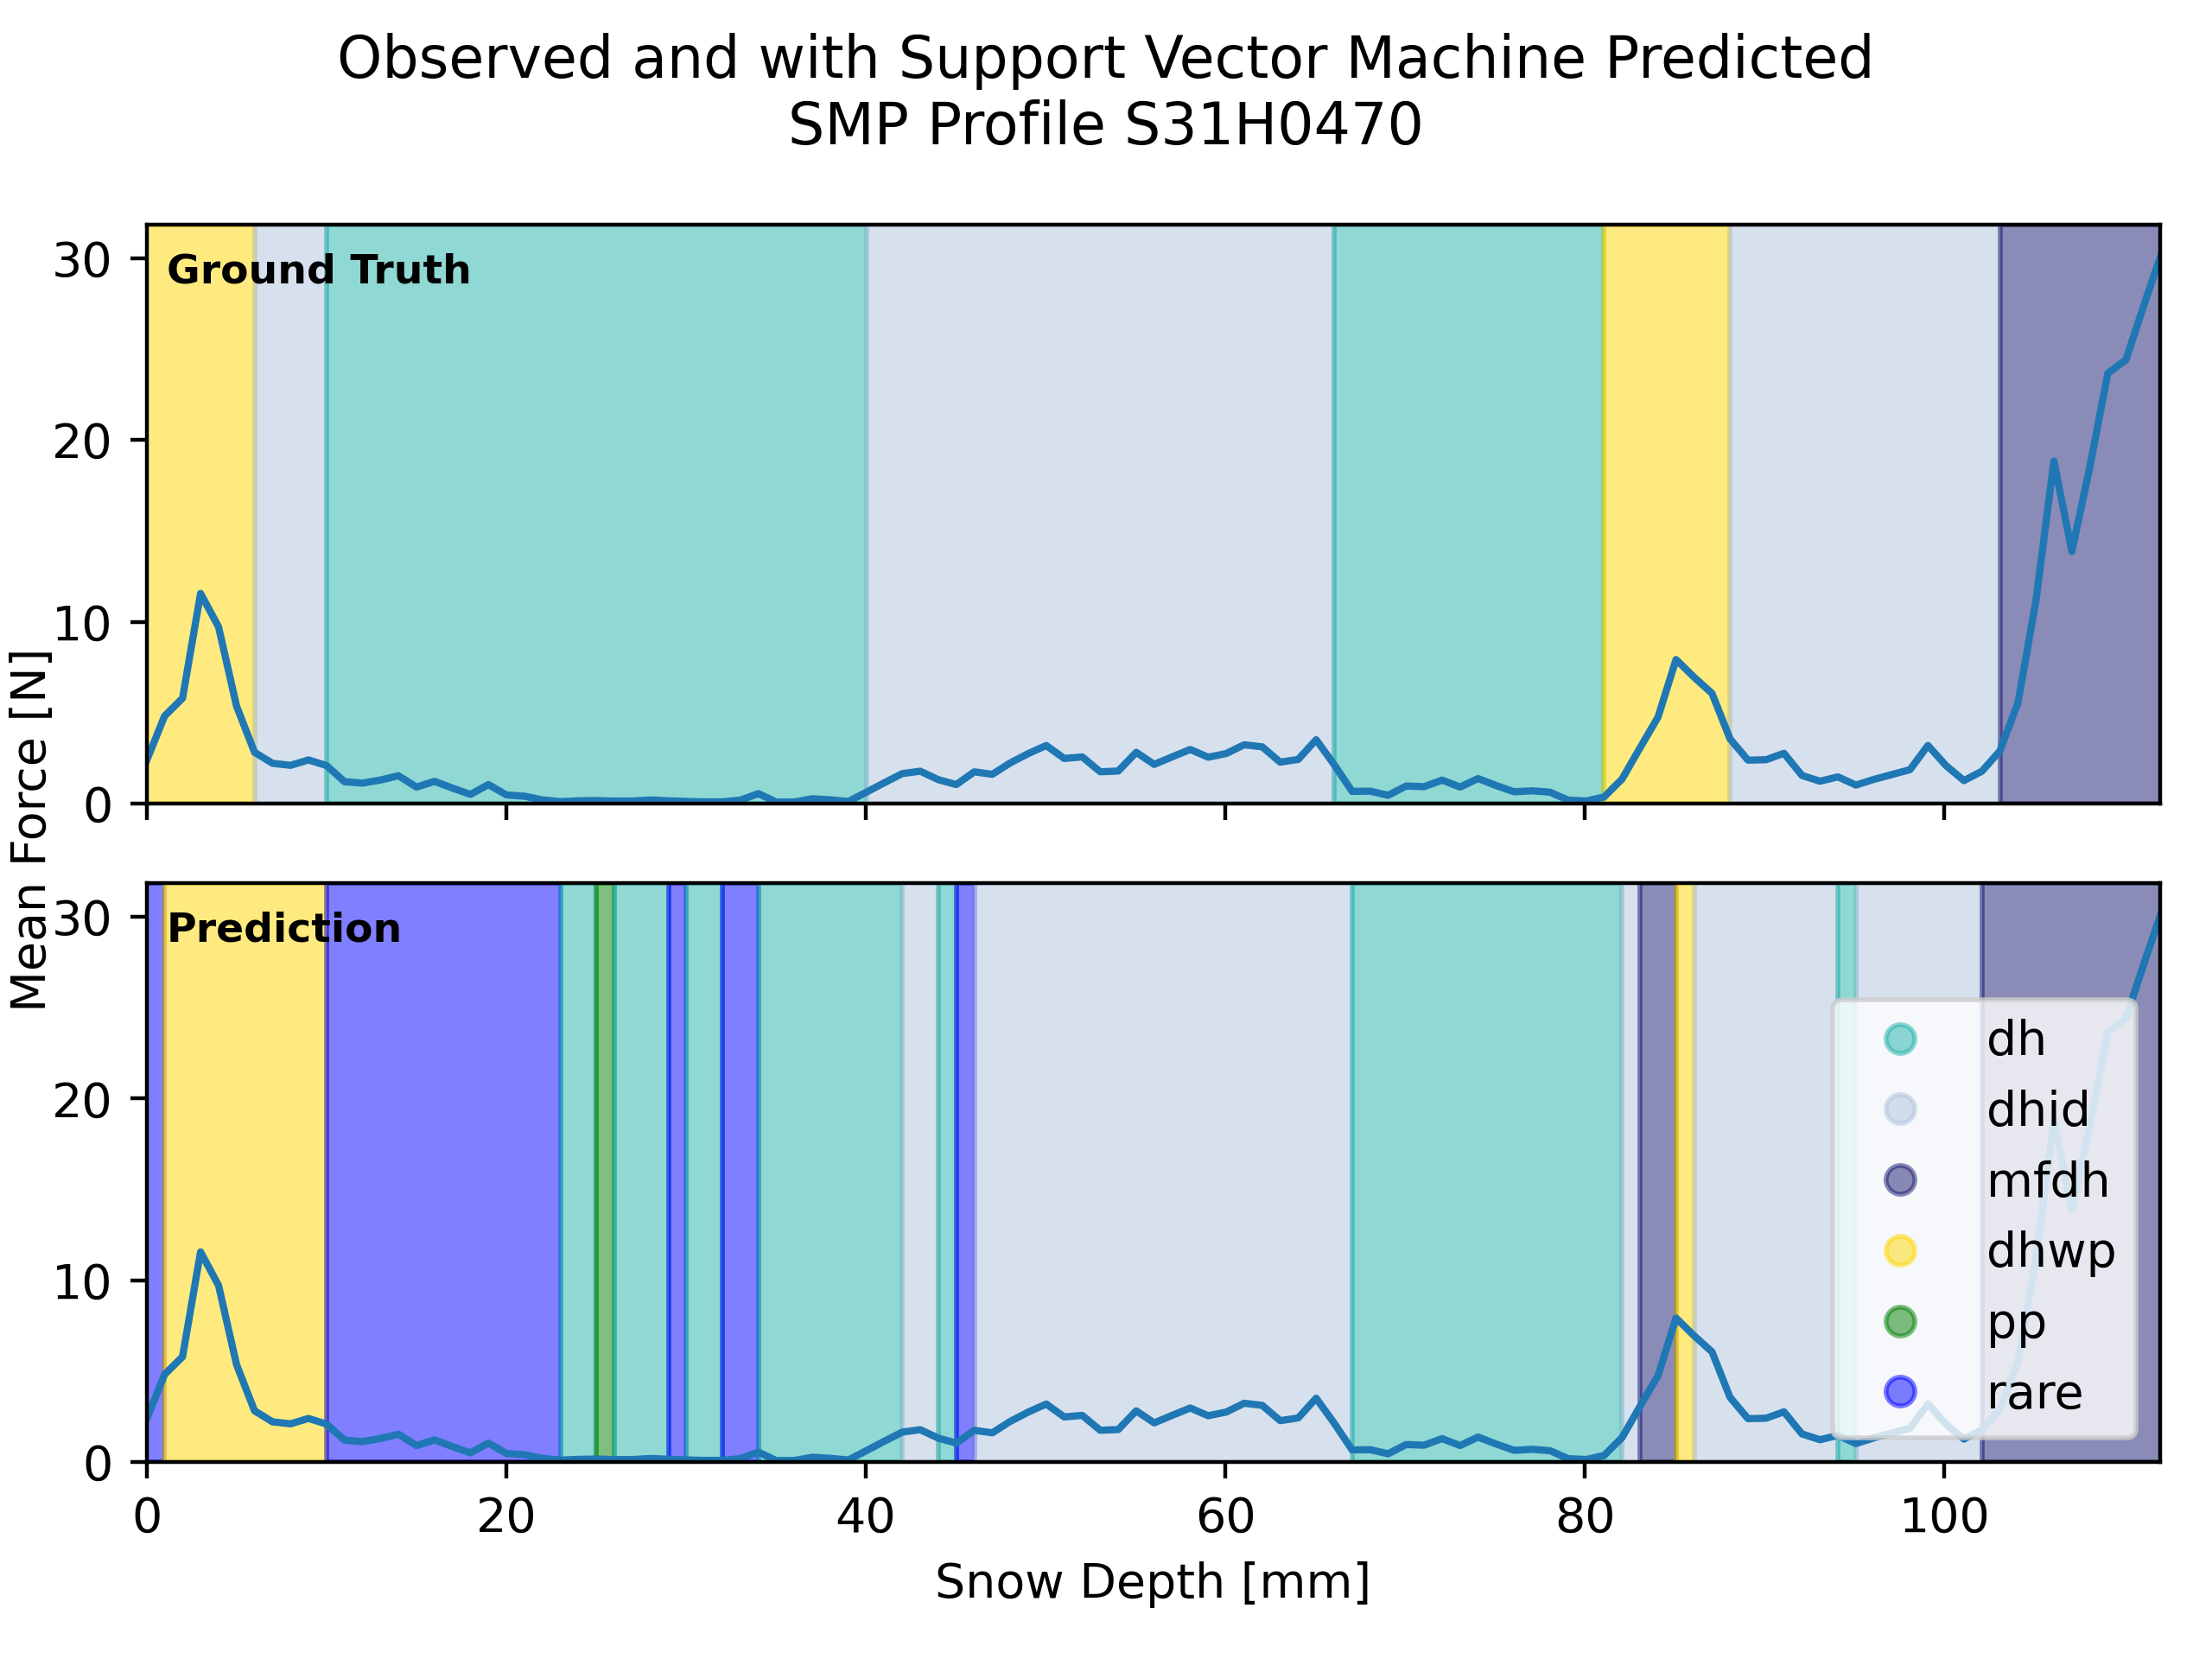 Observed and with Support Vector Machine Predicted
SMP Profile S31H0470
Mean Force [N]
30
20
10
0
Ground Truth
30
20
10
0
Prediction
dh
dhid
mfdh
dhwp
pp
rare
0 20 40 60 80 100
Snow Depth [mm]